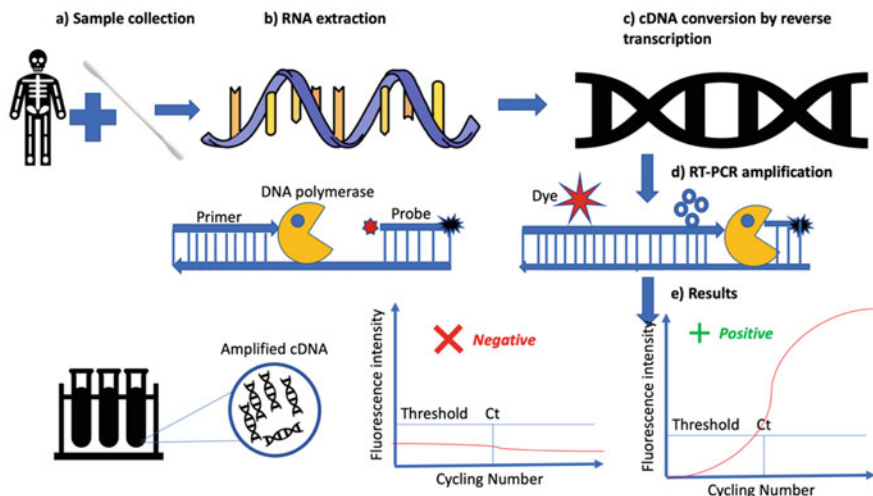 a) Sample collection
b) RNA extraction
c) cDNA conversion by reverse
transcription
d) RT-PCR amplification
DNA polymerase
Primer
Probe
Dye
e) Results
Amplified cDNA
Fluorescence intensity
Negative
Threshold
Ct
Cycling Number
Fluorescence intensity
Positive
Threshold
Ct
Cycling Number